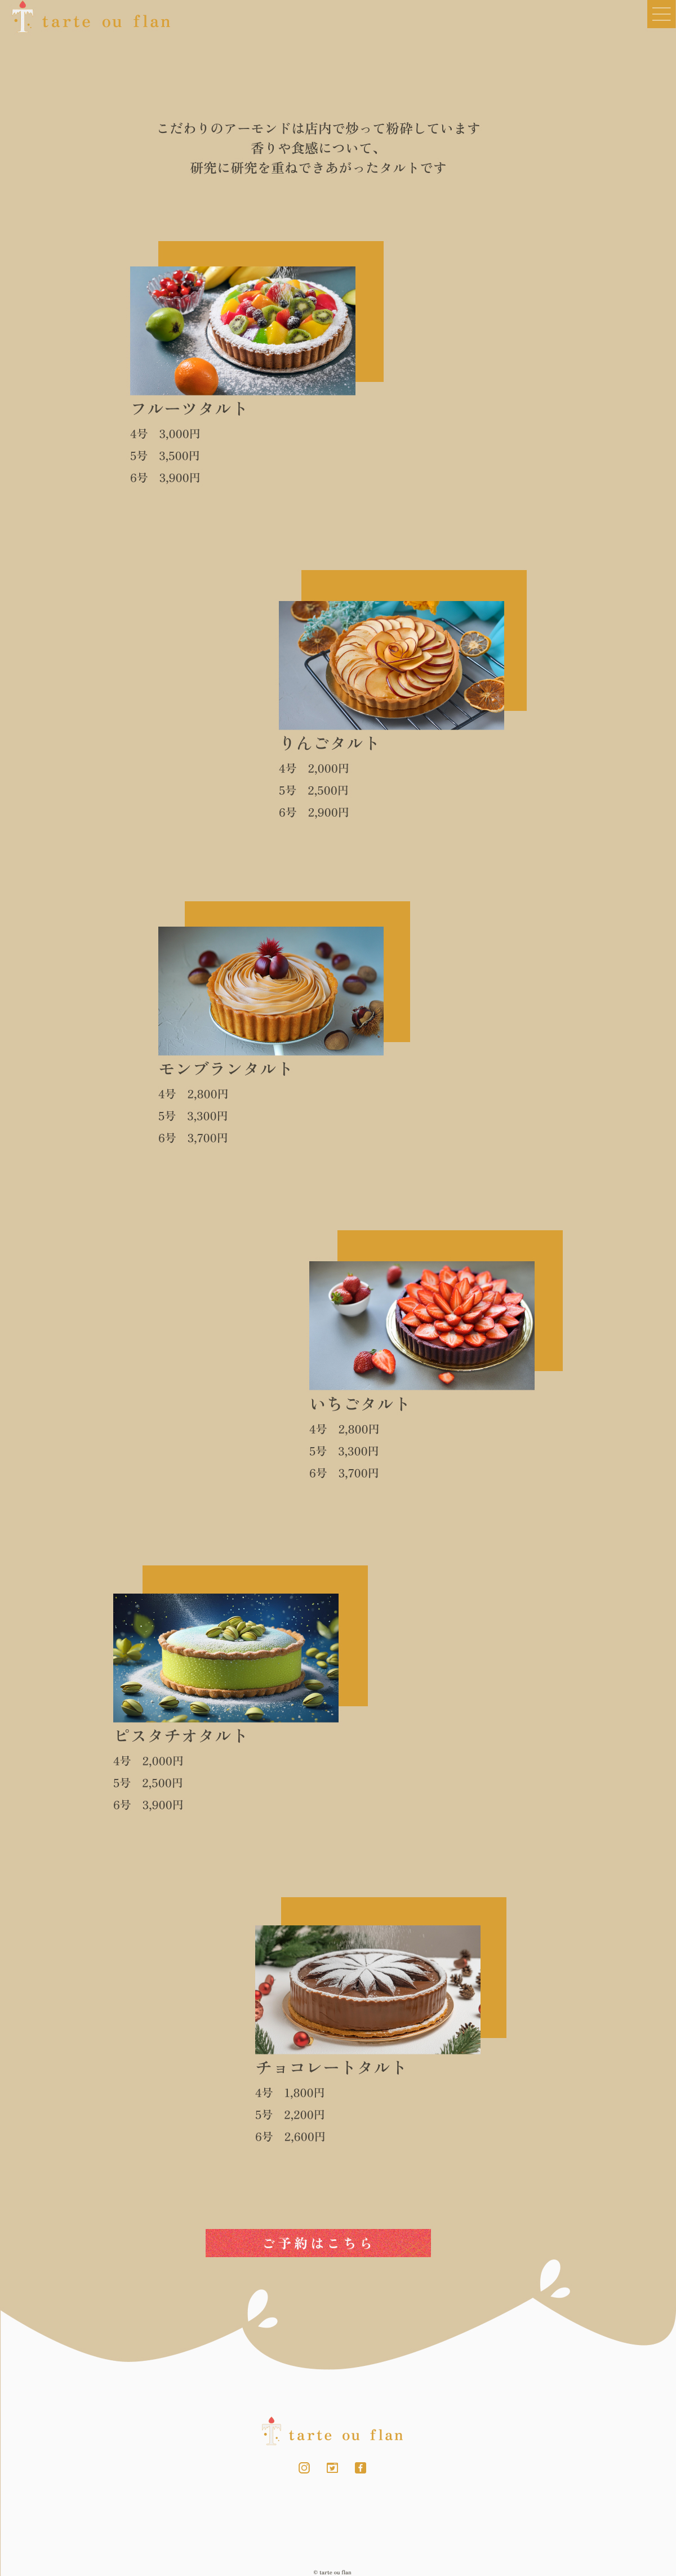 tarte ou flan
こだわりのアーモンドは店内で炒って粉砕しています
香りや食感について、
研究に研究を重ねできあがったタルトです
フルーツタルト
4号　3,000円
5号　3,500円
6号　3,900円
りんごタルト
4号　2,000円
5号　2,500円
6号　2,900円
モンブランタルト
4号　2,800円
5号　3,300円
6号　3,700円
いちごタルト
4号　2,800円
5号　3,300円
6号　3,700円
ピスタチオタルト
4号　2,000円
5号　2,500円
6号　3,900円
チョコレートタルト
4号　1,800円
5号　2,200円
6号　2,600円
ご予約はこちら
tarte ou flan
© tarte ou flan